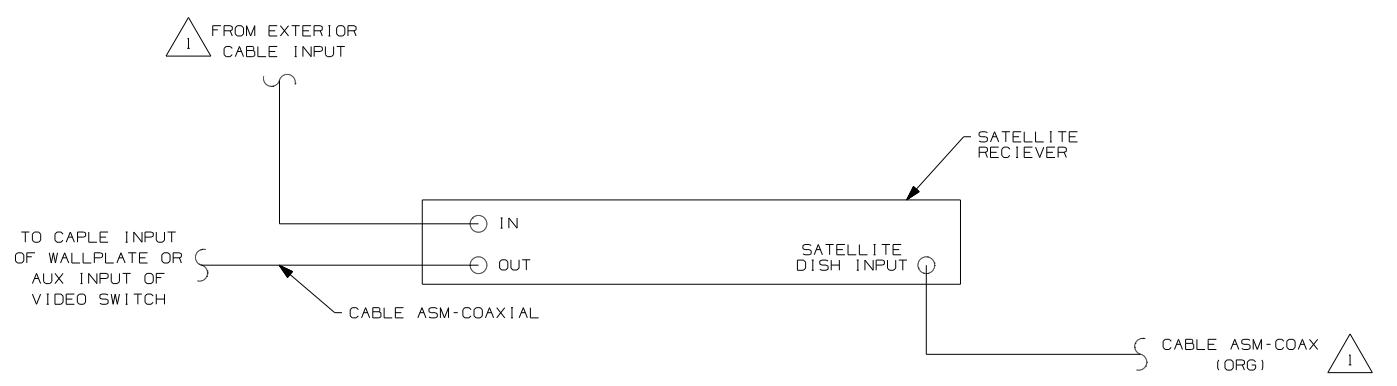 1
FROM EXTERIOR
CABLE INPUT
SATELLITE
RECIEVER
IN
TO CAPLE INPUT
OF WALLPLATE OR
AUX INPUT OF
VIDEO SWITCH
OUT
SATELLITE
DISH INPUT
CABLE ASM-COAXIAL
CABLE ASM-COAX
(ORG)
1